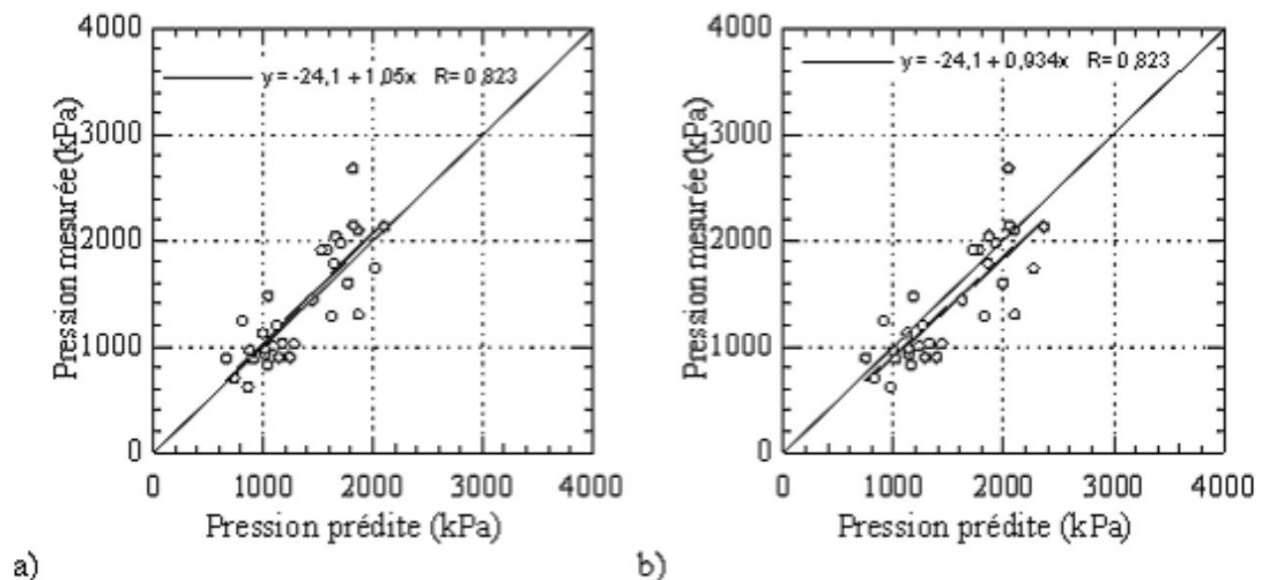 4000
3000
2000
1000
0
Pression mesurée (kPa)
y = -24,1 + 1,05x R= 0,823
0 1000 2000 3000 4000
Pression prédite (kPa)
a)
4000
3000
2000
1000
0
Pression mesurée (kPa)
y = -24,1 + 0,934x R= 0,823
0 1000 2000 3000 4000
Pression prédite (kPa)
b)